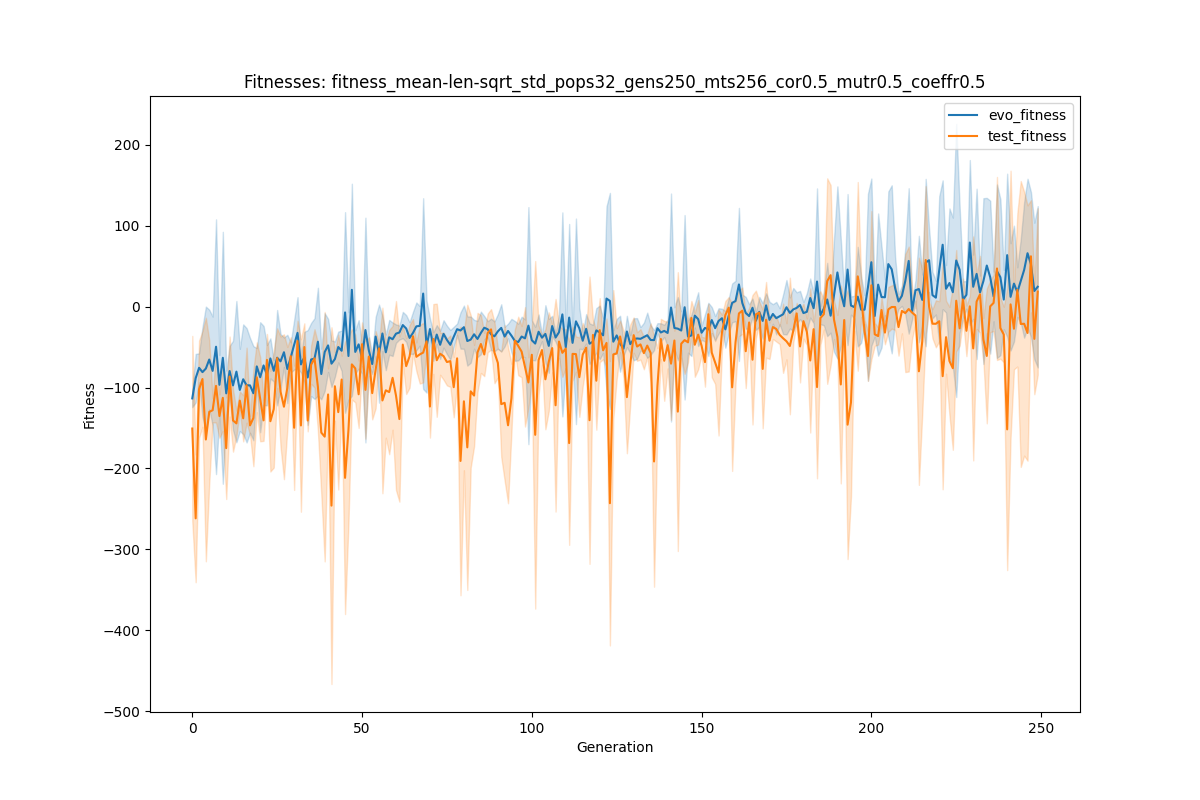 Fitnesses: fitness_mean-len-sqrt_std_pops32_gens250_mts256_cor0.5_mutr0.5_coeffr0.5
evo_fitness
test_fitness
200
100
0
−100
−200
−300
−400
−500
Fitness
0 50 100 150 200 250
Generation